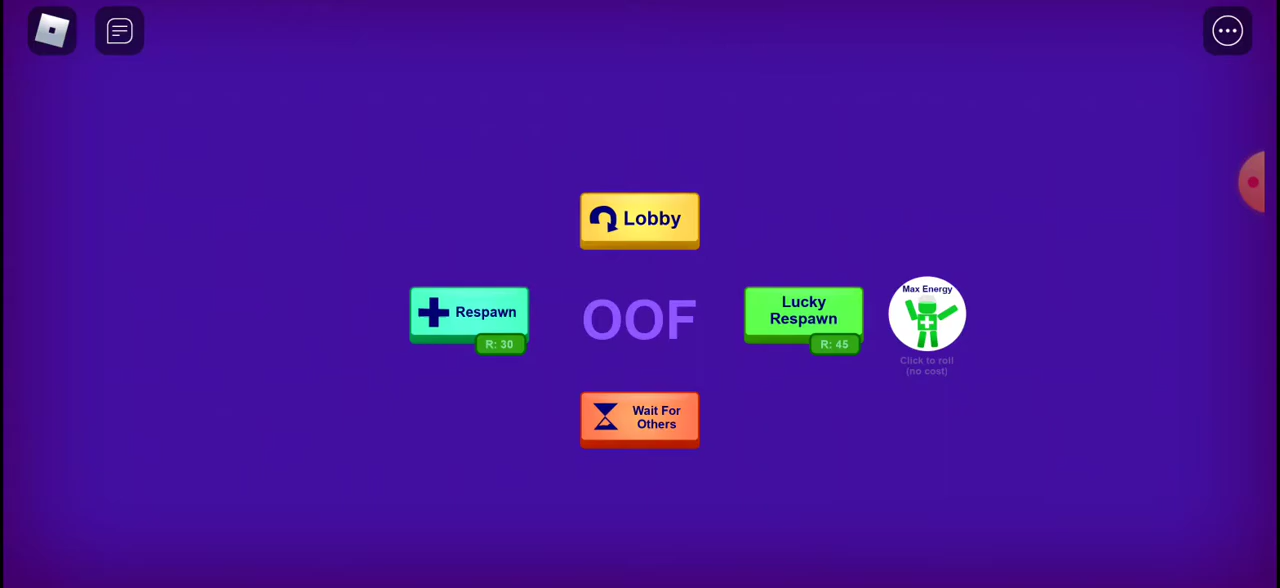 Lobby
Respawn
R: 30
OOF
Lucky
Respawn
R: 45
Max Energy
Click to roll
(no cost)
Wait For
Others